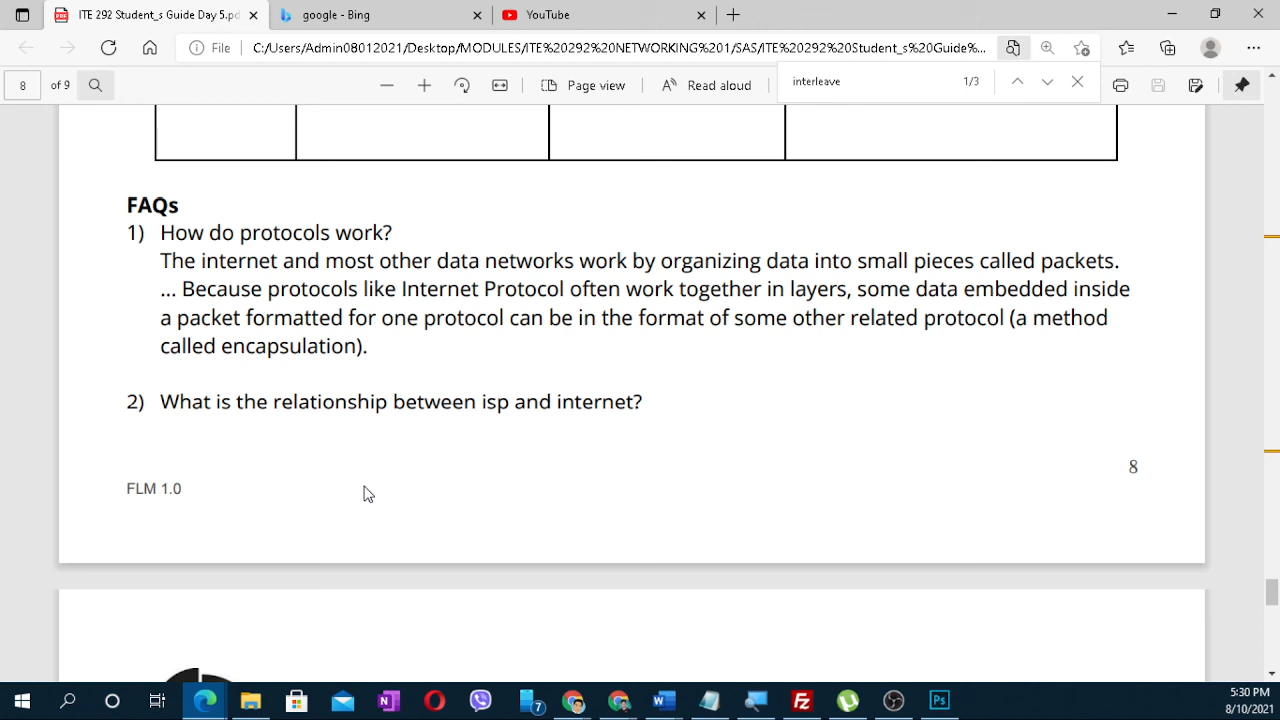 ITE 292 Student_s Guide Day 5.pd
google - Bing
YouTube
File
C:/Users/Admin08012021/Desktop/MODULES/ITE%20292%20NETWORKING%201/SAS/ITE%20292%20Student_s%20Guide%...
8
of 9
Page view
Read aloud
interleave
1/3
FAQs
1) How do protocols work?
The internet and most other data networks work by organizing data into small pieces called packets.
... Because protocols like Internet Protocol often work together in layers, some data embedded inside
a packet formatted for one protocol can be in the format of some other related protocol (a method
called encapsulation).
2) What is the relationship between isp and internet?
8
FLM 1.0
5:30 PM
8/10/2021